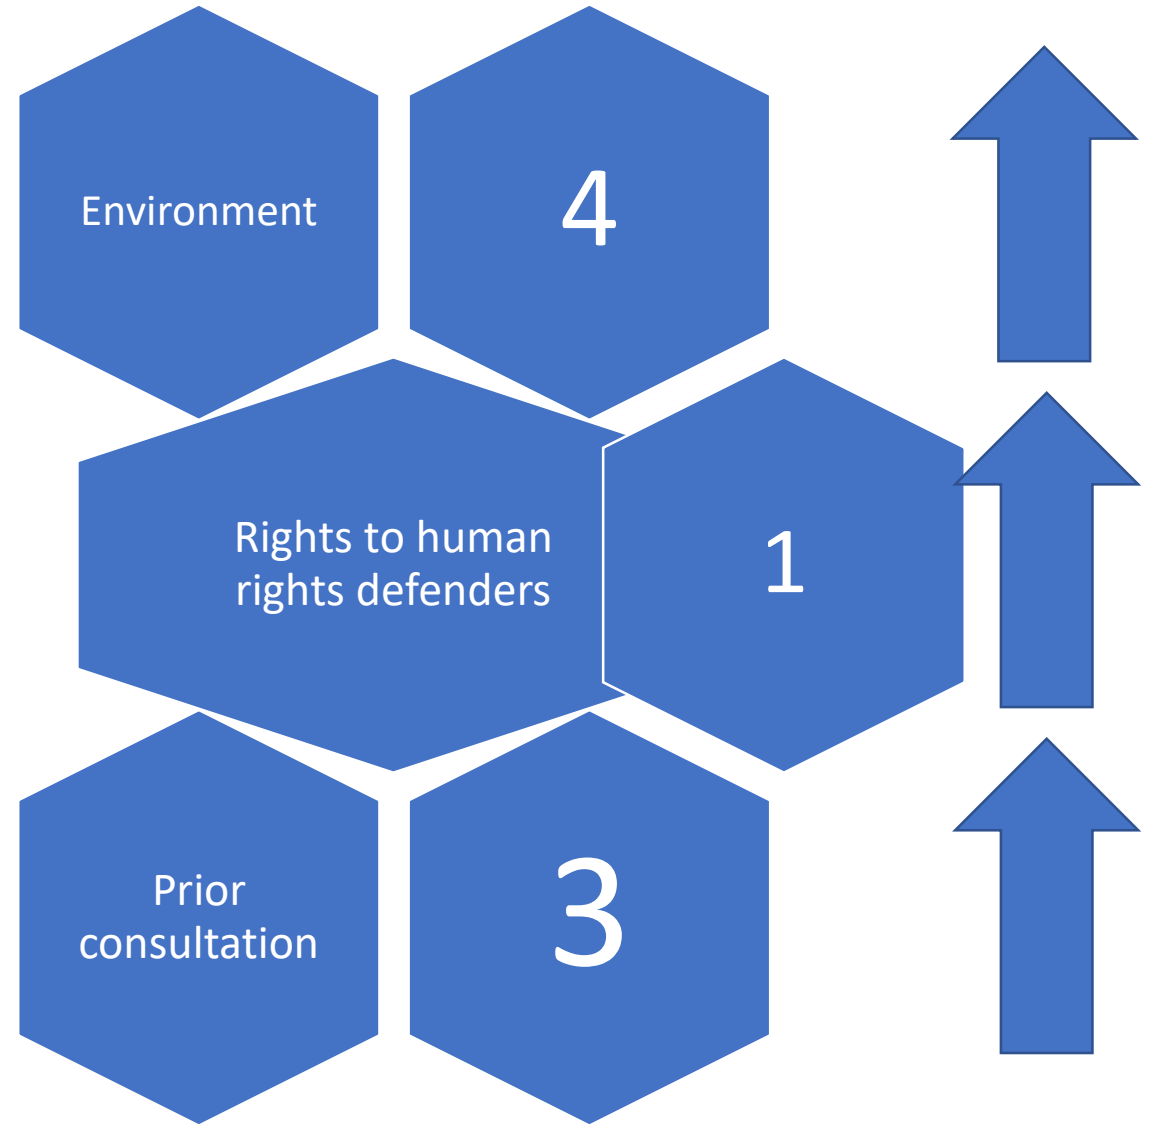 Environment
4
Rights to human
rights defenders
1
Prior
consultation
3